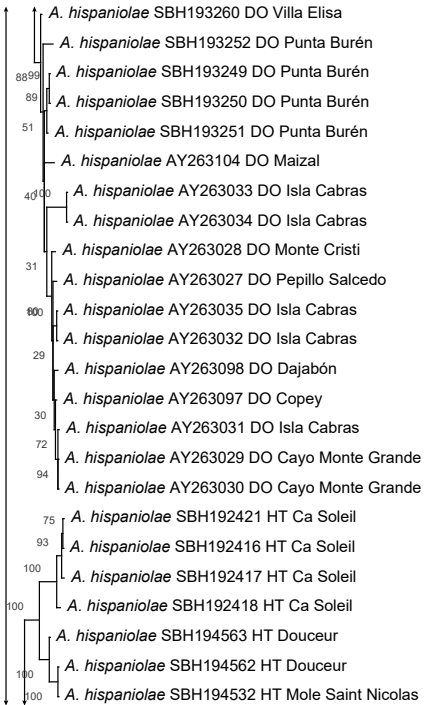 A. hispaniolae SBH193260 DO Villa Elisa
A. hispaniolae SBH193252 DO Punta Burén
A. hispaniolae SBH193249 DO Punta Burén
8899
A. hispaniolae SBH193250 DO Punta Burén
89
A. hispaniolae SBH193251 DO Punta Burén
51
A. hispaniolae AY263104 DO Maizal
A. hispaniolae AY263033 DO Isla Cabras
40
100
A. hispaniolae AY263034 DO Isla Cabras
A. hispaniolae AY263028 DO Monte Cristi
31
A. hispaniolae AY263027 DO Pepillo Salcedo
A. hispaniolae AY263035 DO Isla Cabras
A. hispaniolae AY263032 DO Isla Cabras
29
A. hispaniolae AY263098 DO Dajabón
A. hispaniolae AY263097 DO Copey
30
A. hispaniolae AY263031 DO Isla Cabras
72
A. hispaniolae AY263029 DO Cayo Monte Grande
94
A. hispaniolae AY263030 DO Cayo Monte Grande
75
A. hispaniolae SBH192421 HT Ca Soleil
93
A. hispaniolae SBH192416 HT Ca Soleil
100
A. hispaniolae SBH192417 HT Ca Soleil
100
A. hispaniolae SBH192418 HT Ca Soleil
A. hispaniolae SBH194563 HT Douceur
100
A. hispaniolae SBH194562 HT Douceur
100
A. hispaniolae SBH194532 HT Mole Saint Nicolas